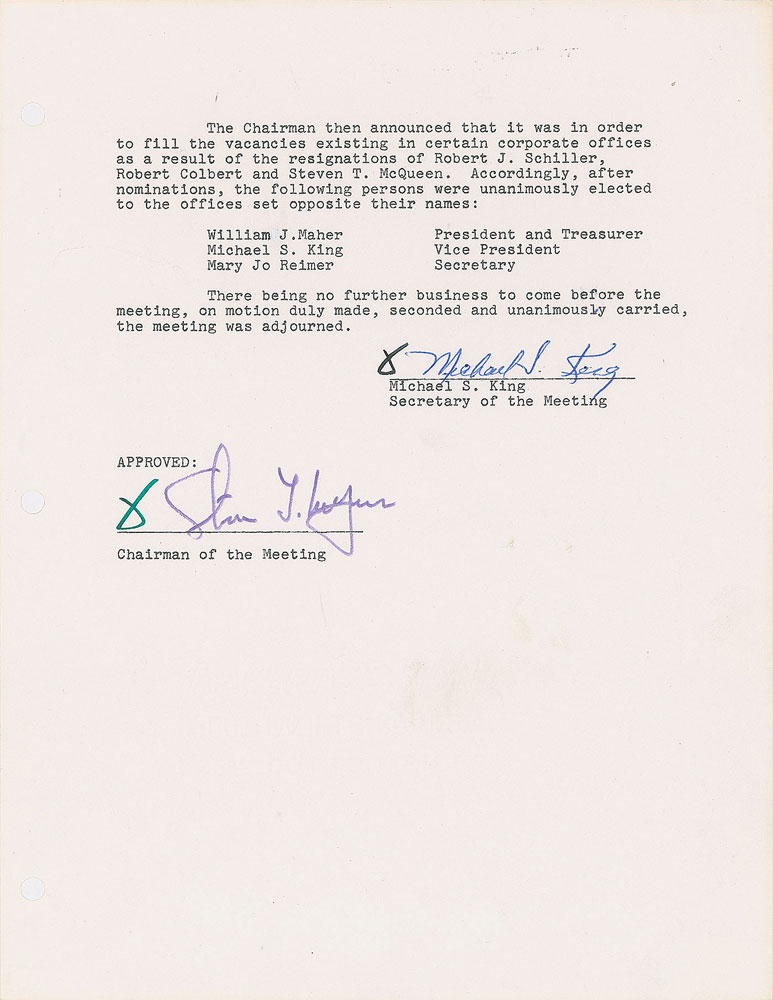 The Chairman then announced that it was in order
to fill the vacancies existing in certain corporate offices
as a result of the resignations of Robert J. Schiller,
Robert Colbert and Steven T. McQueen. Accordingly, after
nominations, the following persons were unanimously elected
to the offices set opposite their names:
William J.Maher President and Treasurer
Michael S. King Vice President
Mary Jo Reimer Secretary
There being no further business to come before the
meeting, on motion duly made, seconded and unanimously carried,
the meeting was adjourned.
X Michael S. King
Michael S. King
Secretary of the Meeting
APPROVED:
X
Chairman of the Meeting